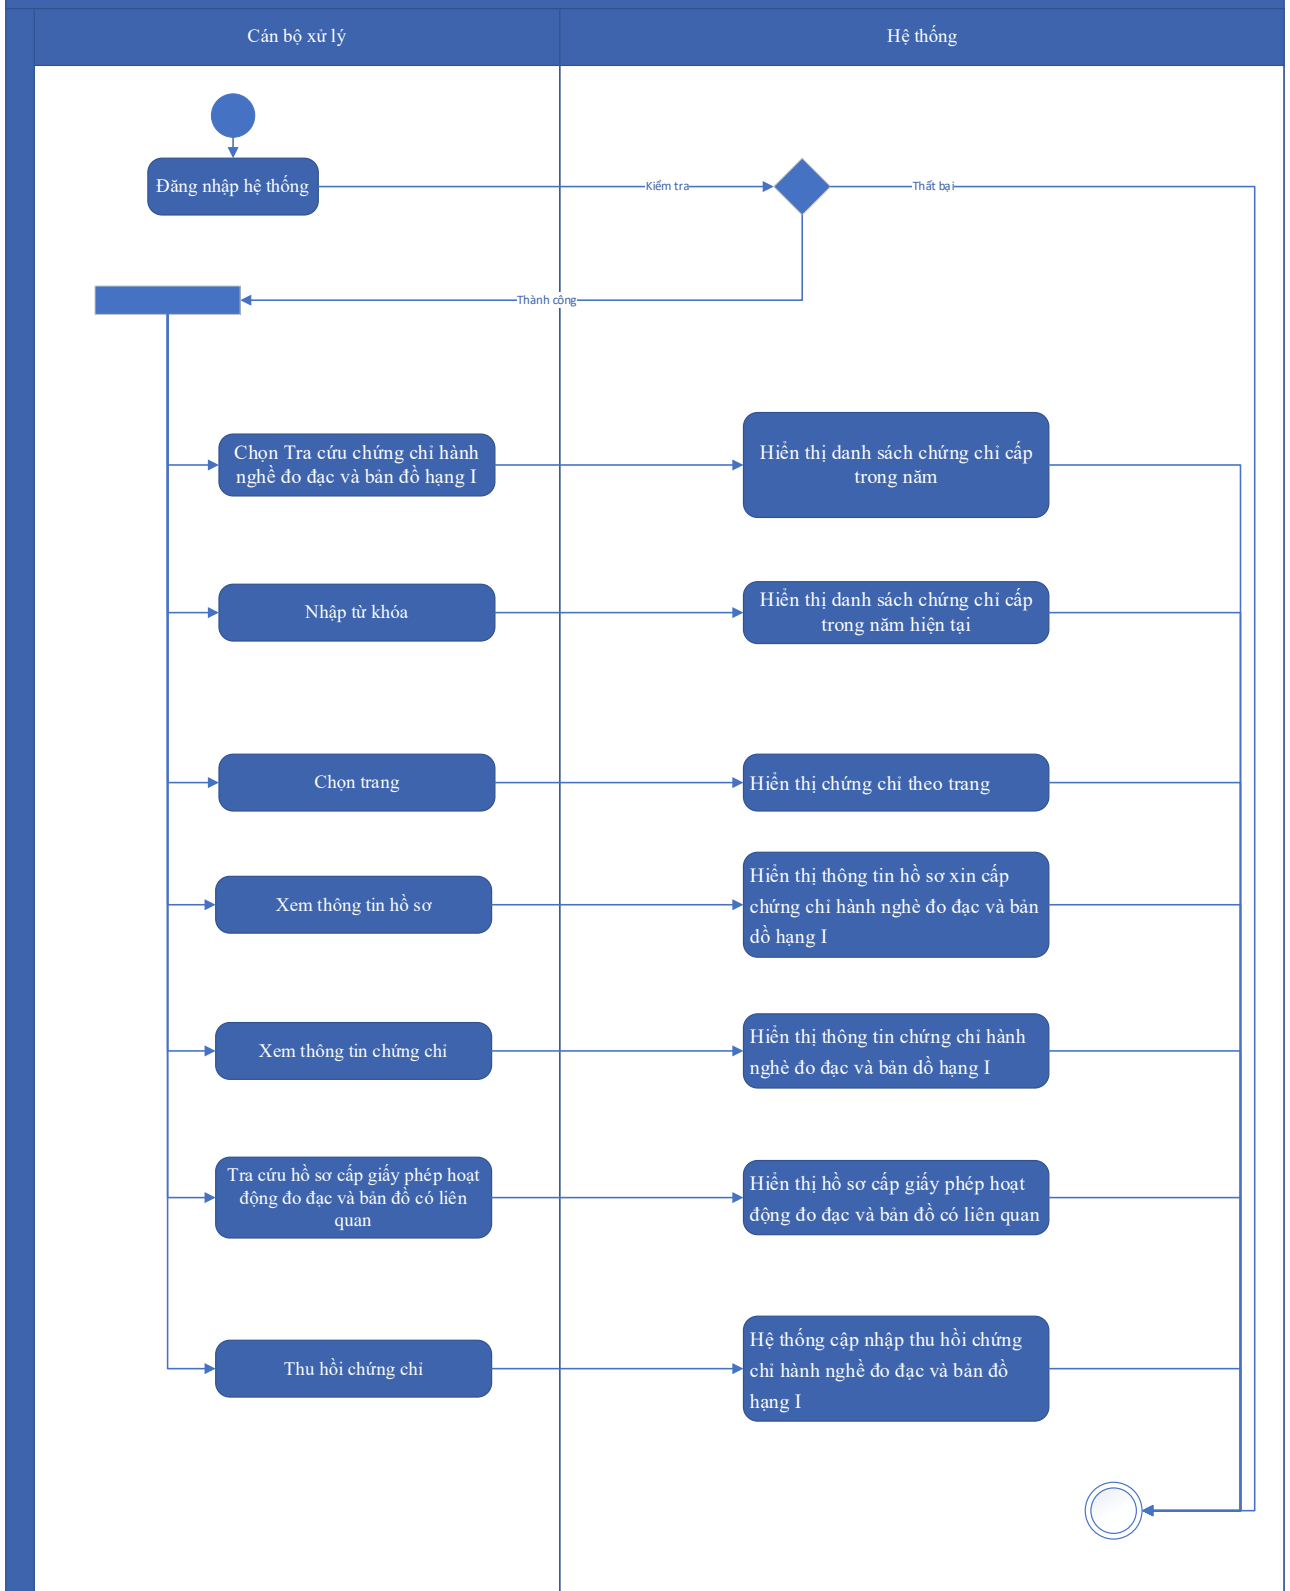 Cán bộ xử lý
Hệ thống
Đăng nhập hệ thống
Kiểm tra
Thất bại
Thành công
Chọn Tra cứu chứng chỉ hành
nghề đo đạc và bản đồ hạng I
Hiển thị danh sách chứng chỉ cấp
trong năm
Nhập từ khóa
Hiển thị danh sách chứng chỉ cấp
trong năm hiện tại
Chọn trang
Hiển thị chứng chỉ theo trang
Xem thông tin hồ sơ
Hiển thị thông tin hồ sơ xin cấp
chứng chỉ hành nghè đo đạc và bản
dồ hạng I
Xem thông tin chứng chỉ
Hiển thị thông tin chứng chỉ hành
nghè đo đạc và bản dồ hạng I
Tra cứu hồ sơ cấp giấy phép hoạt
động đo đạc và bản đồ có liên
quan
Hiển thị hồ sơ cấp giấy phép hoạt
động đo đạc và bản đồ có liên quan
Thu hồi chứng chỉ
Hệ thống cập nhập thu hồi chứng
chỉ hành nghề đo đạc và bản đồ
hạng I